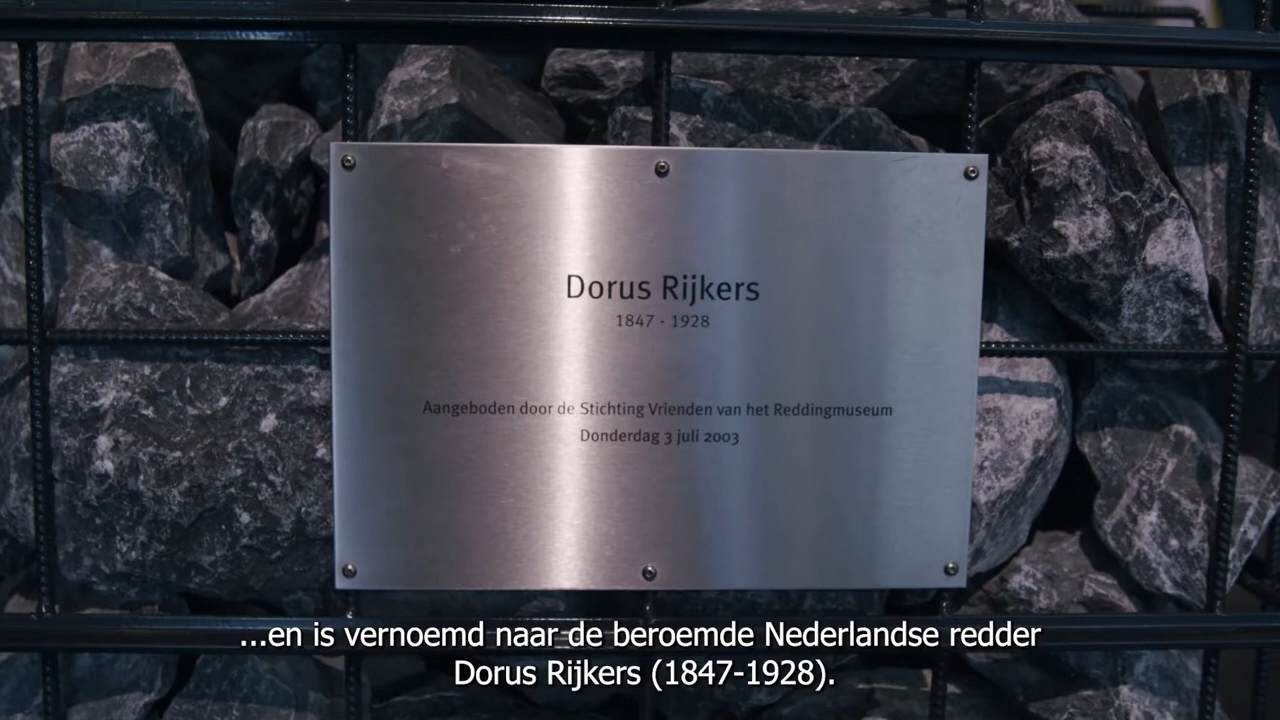 Dorus Rijkers
1847 - 1928
Aangeboden door de Stichting Vrienden van het Reddingmuseum
Donderdag 3 juli 2003
...en is vernoemd naar de beroemde Nederlandse redder
Dorus Rijkers (1847-1928).